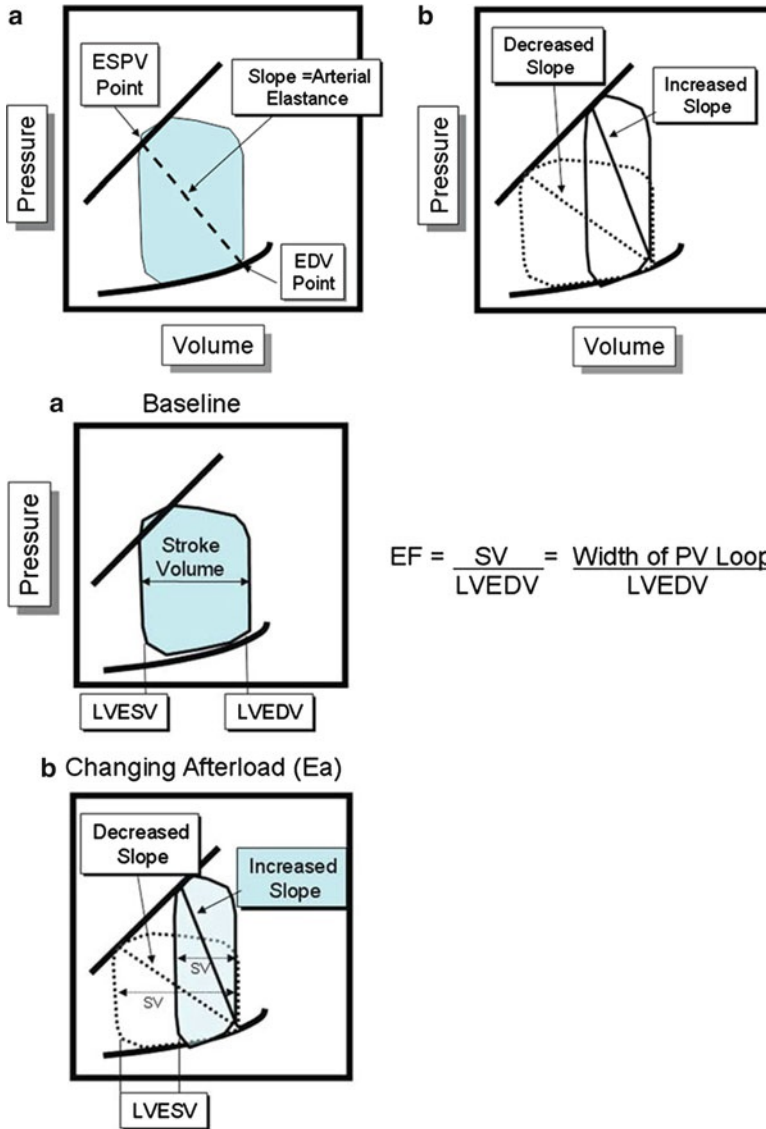 a
ESPV
Point
Slope =Arterial
Elastance
Pressure
EDV
Point
Volume
b
Decreased
Slope
Increased
Slope
Pressure
Volume
a
Baseline
Pressure
Stroke
Volume
LVESV
LVEDV
EF = SV = Width of PV Loop
LVEDV LVEDV
b Changing Afterload (Ea)
Decreased
Slope
Increased
Slope
SV
SV
LVESV